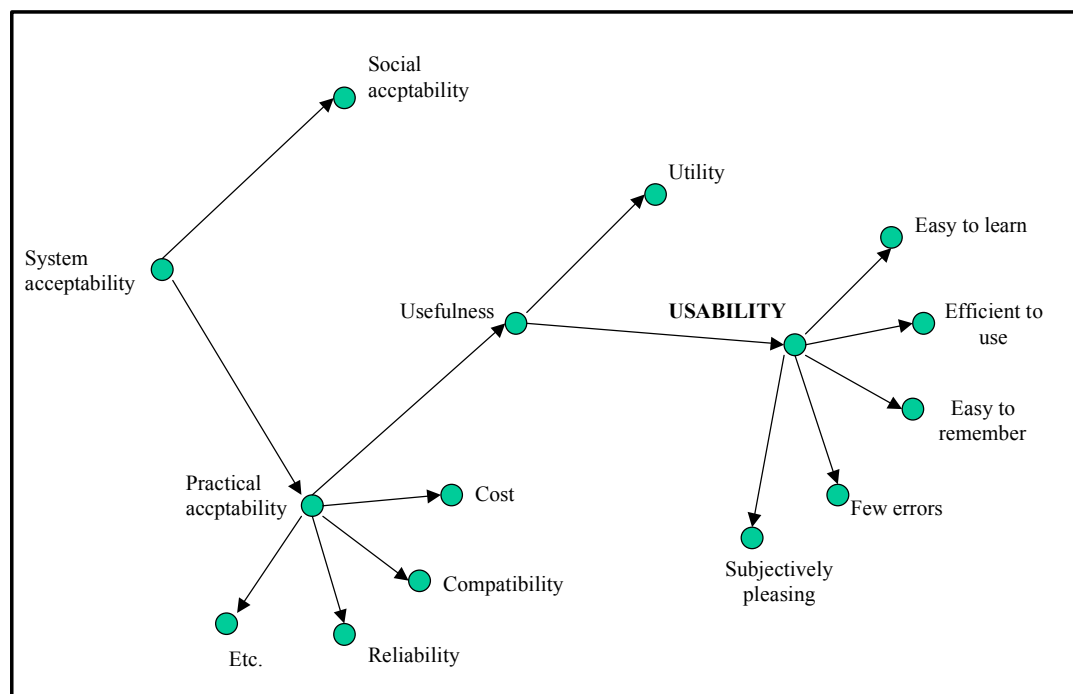 Social
accptability
Utility
Easy to learn
System
acceptability
Usefulness
USABILITY
Efficient to
use
Easy to
remember
Practical
accptability
Cost
Few errors
Subjectively
pleasing
Compatibility
Reliability
Etc.